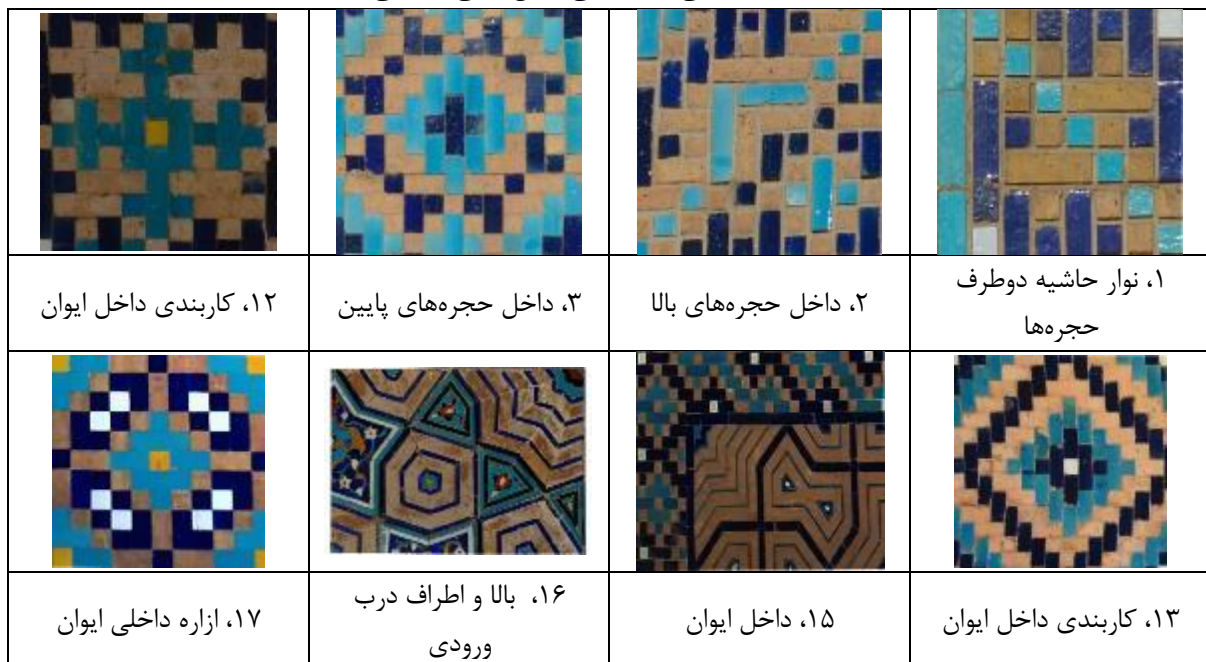 ۱، نوار حاشیه دوطرف
حجره‌ها
۲، داخل حجره‌های بالا
۳، داخل حجره‌های پایین
۱۲، کاربندی داخل ایوان
۱۳، کاربندی داخل ایوان
۱۵، داخل ایوان
۱۶، بالا و اطراف درب
ورودی
۱۷، ازاره داخلی ایوان